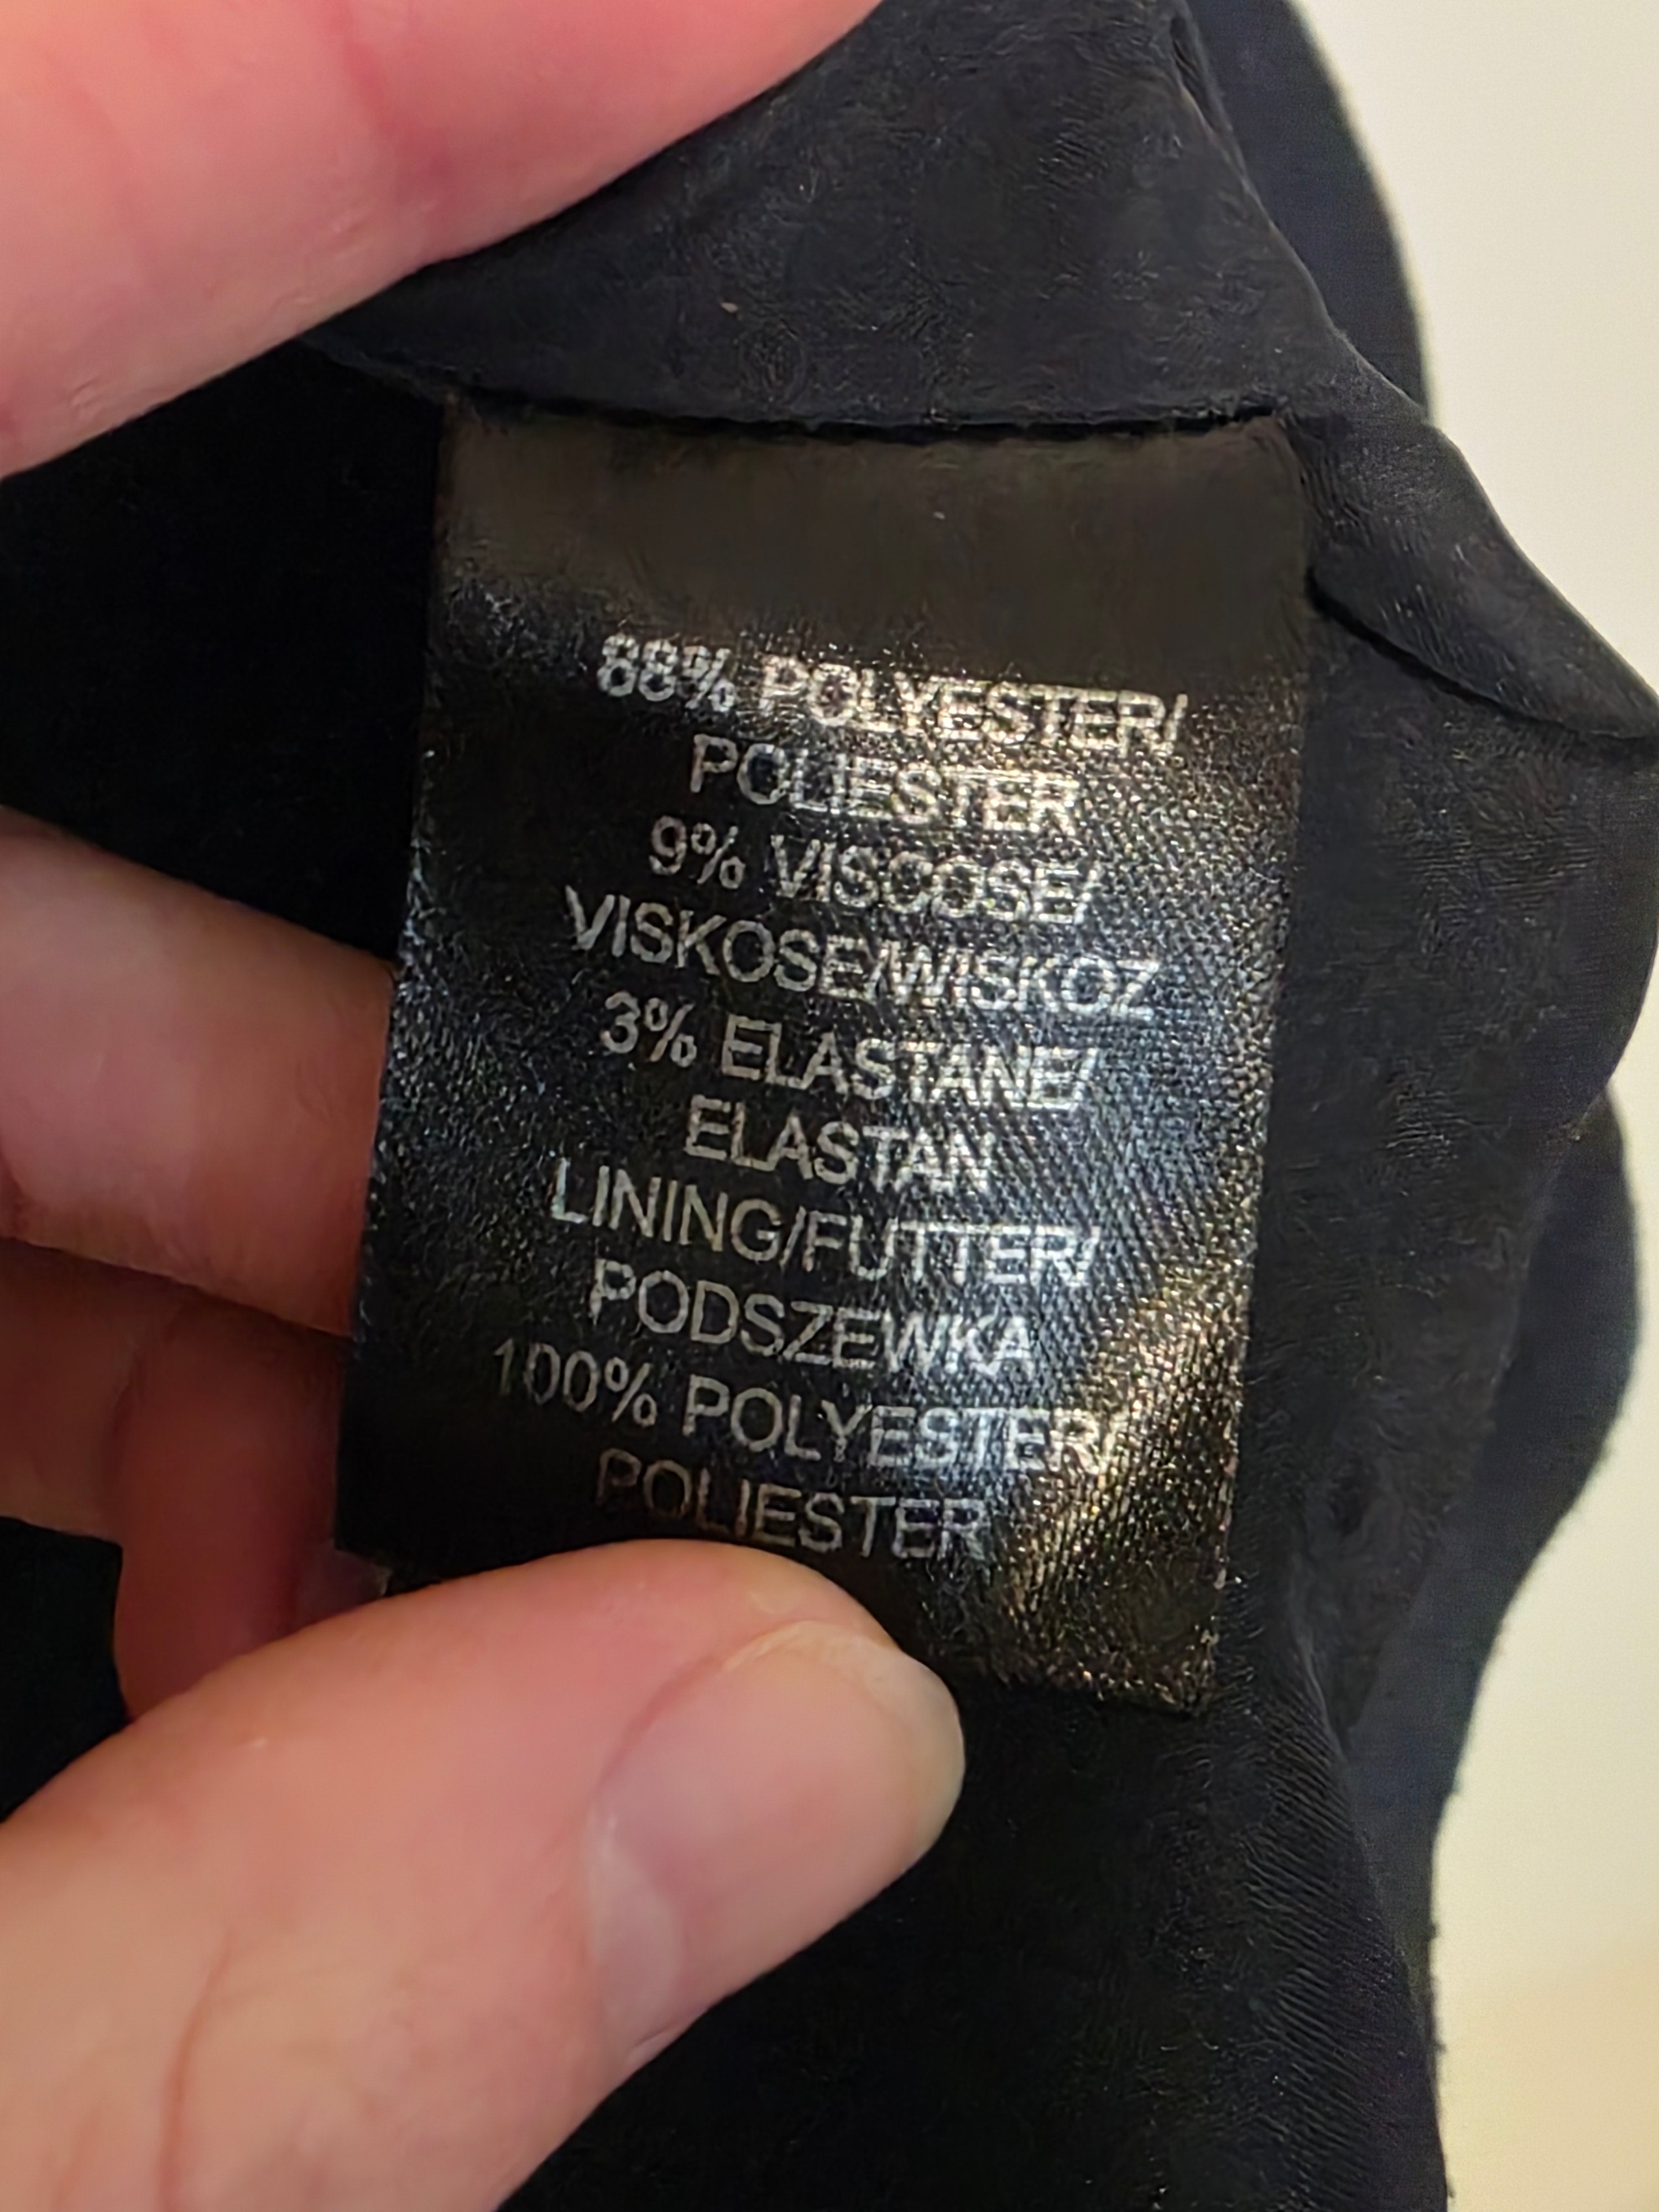 88% POLYESTER/
POLIESTER
9% VISCOSE/
VISKOSE/WISKOZ
3% ELASTANE/
ELASTAN
LINING/FUTTER/
PODSZEWKA
100% POLYESTER/
POLIESTER